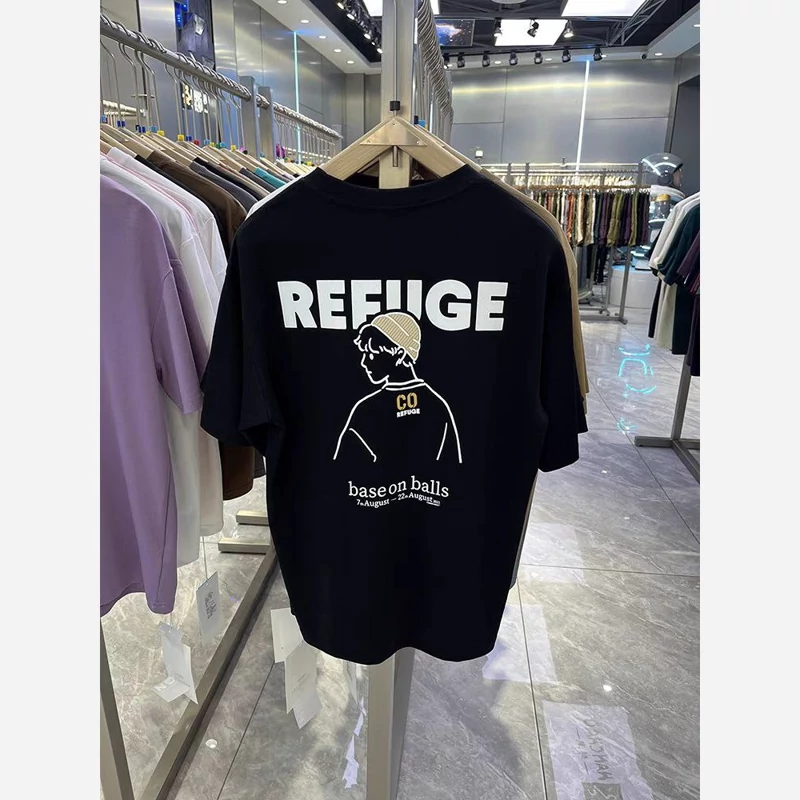 REFUGE
CO
REFUGE
base on balls
7th August — 22th August